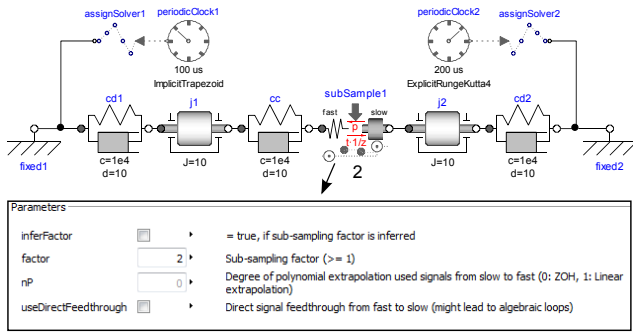 assignSolver1 periodicClock1 periodicClock2 assignSolver2
100 us 200 us
ImplicitTrapezoid ExplicitRungeKutta4
cd1 j1 cc subSample1 j2 cd2
fast slow
p
t·1/z
c=1e4 J=10 c=1e4 J=10 c=1e4
d=10 d=10 d=10
fixed1 2 fixed2
Parameters
inferFactor = true, if sub-sampling factor is inferred
factor 2 Sub-sampling factor (>= 1)
nP 0 Degree of polynomial extrapolation used signals from slow to fast (0: ZOH, 1: Linear
extrapolation)
useDirectFeedthrough Direct signal feedthrough from fast to slow (might lead to algebraic loops)